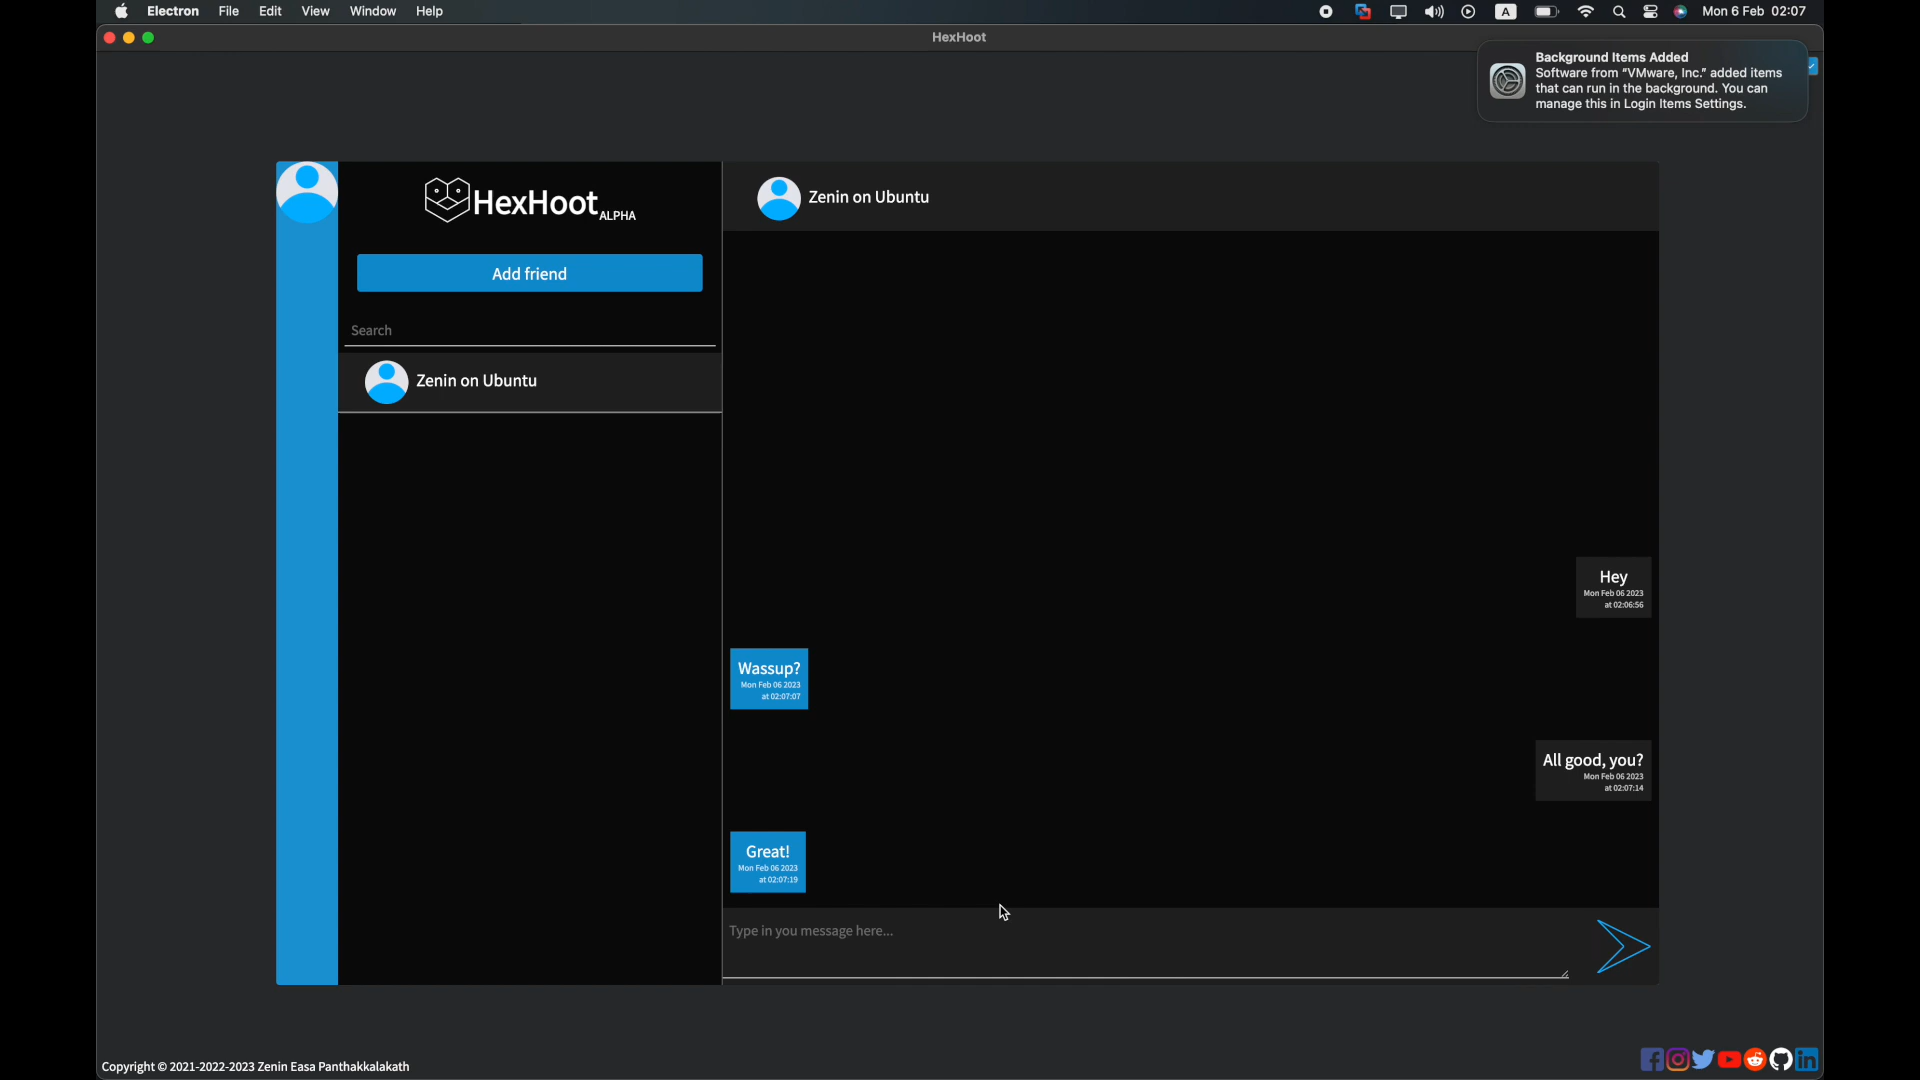 Electron File Edit View Window Help
A
Mon 6 Feb 02:07
HexHoot
Background Items Added
Software from “VMware, Inc.” added items
that can run in the background. You can
manage this in Login Items Settings.
HexHoot ALPHA
Add friend
Search
Zenin on Ubuntu
Zenin on Ubuntu
Hey
Mon Feb 06 2023
at 02:06:56
Wassup?
Mon Feb 06 2023
at 02:07:07
All good, you?
Mon Feb 06 2023
at 02:07:14
Great!
Mon Feb 06 2023
at 02:07:19
Type in you message here...
Copyright © 2021-2022-2023 Zenin Easa Panthakkalakath